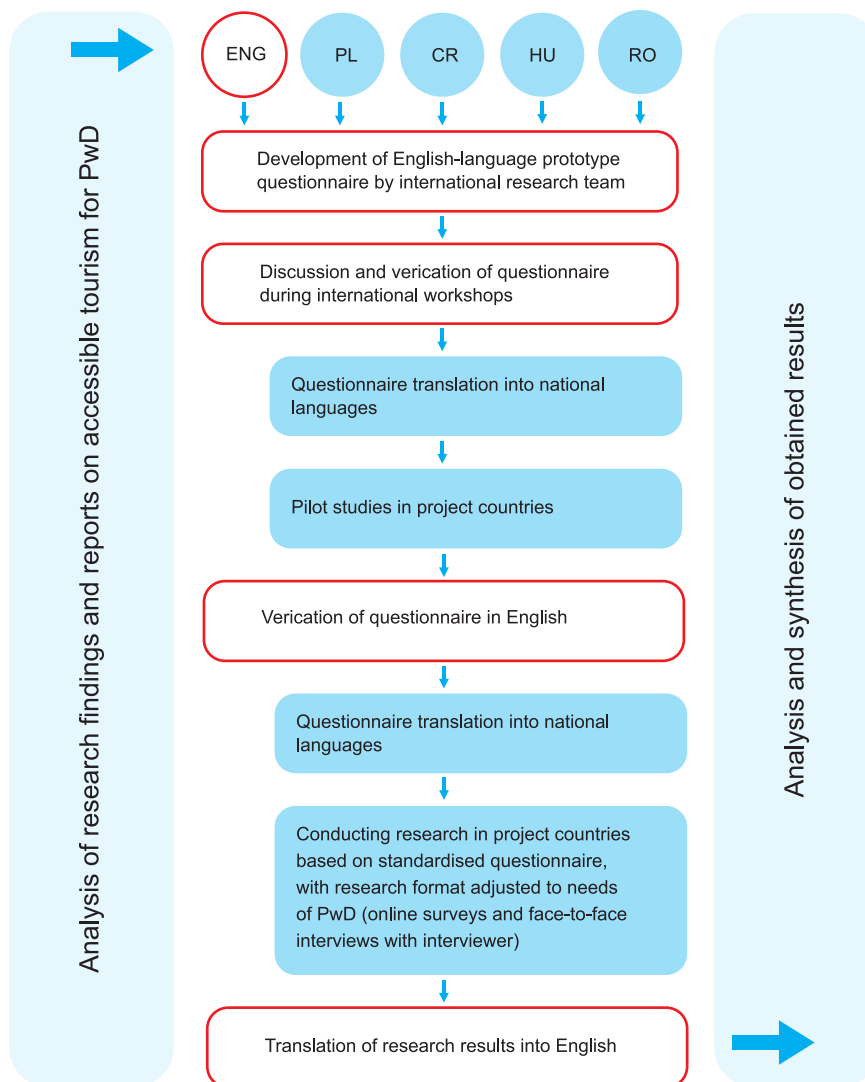 Analysis of research findings and reports on accessible tourism for PwD
ENG
PL
CR
HU
RO
Development of English-language prototype
questionnaire by international research team
Discussion and verication of questionnaire
during international workshops
Questionnaire translation into national
languages
Pilot studies in project countries
Verication of questionnaire in English
Questionnaire translation into national
languages
Conducting research in project countries
based on standardised questionnaire,
with research format adjusted to needs
of PwD (online surveys and face-to-face
interviews with interviewer)
Translation of research results into English
Analysis and synthesis of obtained results